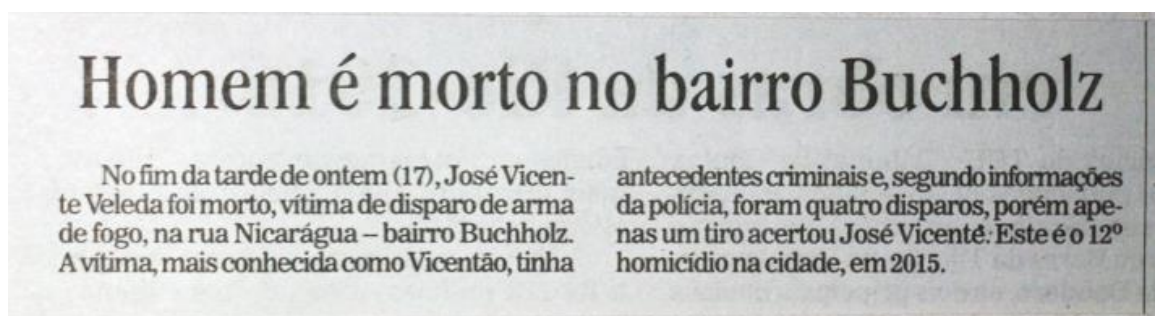 Homem é morto no bairro Buchholz
No fim da tarde de ontem (17), José Vicen-
te Veleda foi morto, vítima de disparo de arma
de fogo, na rua Nicarágua – bairro Buchholz.
A vítima, mais conhecida como Vicentão, tinha
antecedentes criminais e, segundo informações
da polícia, foram quatro disparos, porém ape-
nas um tiro acertou José Vicente. Este é o 12º
homicídio na cidade, em 2015.